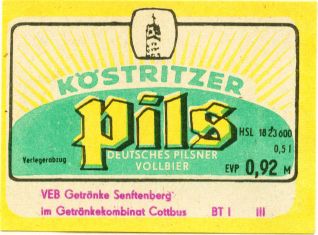 KÖSTRITZER
Pils
HSL 18 23 600
0,5 l
Verlegerabzug
DEUTSCHES PILSNER
VOLLBIER
EVP 0,92 M
VEB Getränke Senftenberg
im Getränkekombinat Cottbus BT I III